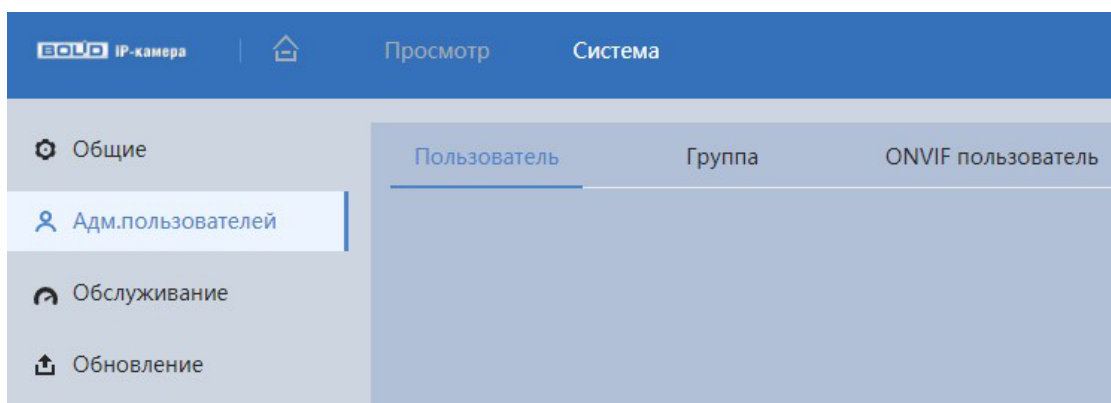 BOLID IP-камера Просмотр Система
Общие
Пользователь Группа ONVIF пользователь
Адм.пользователей
Обслуживание
Обновление